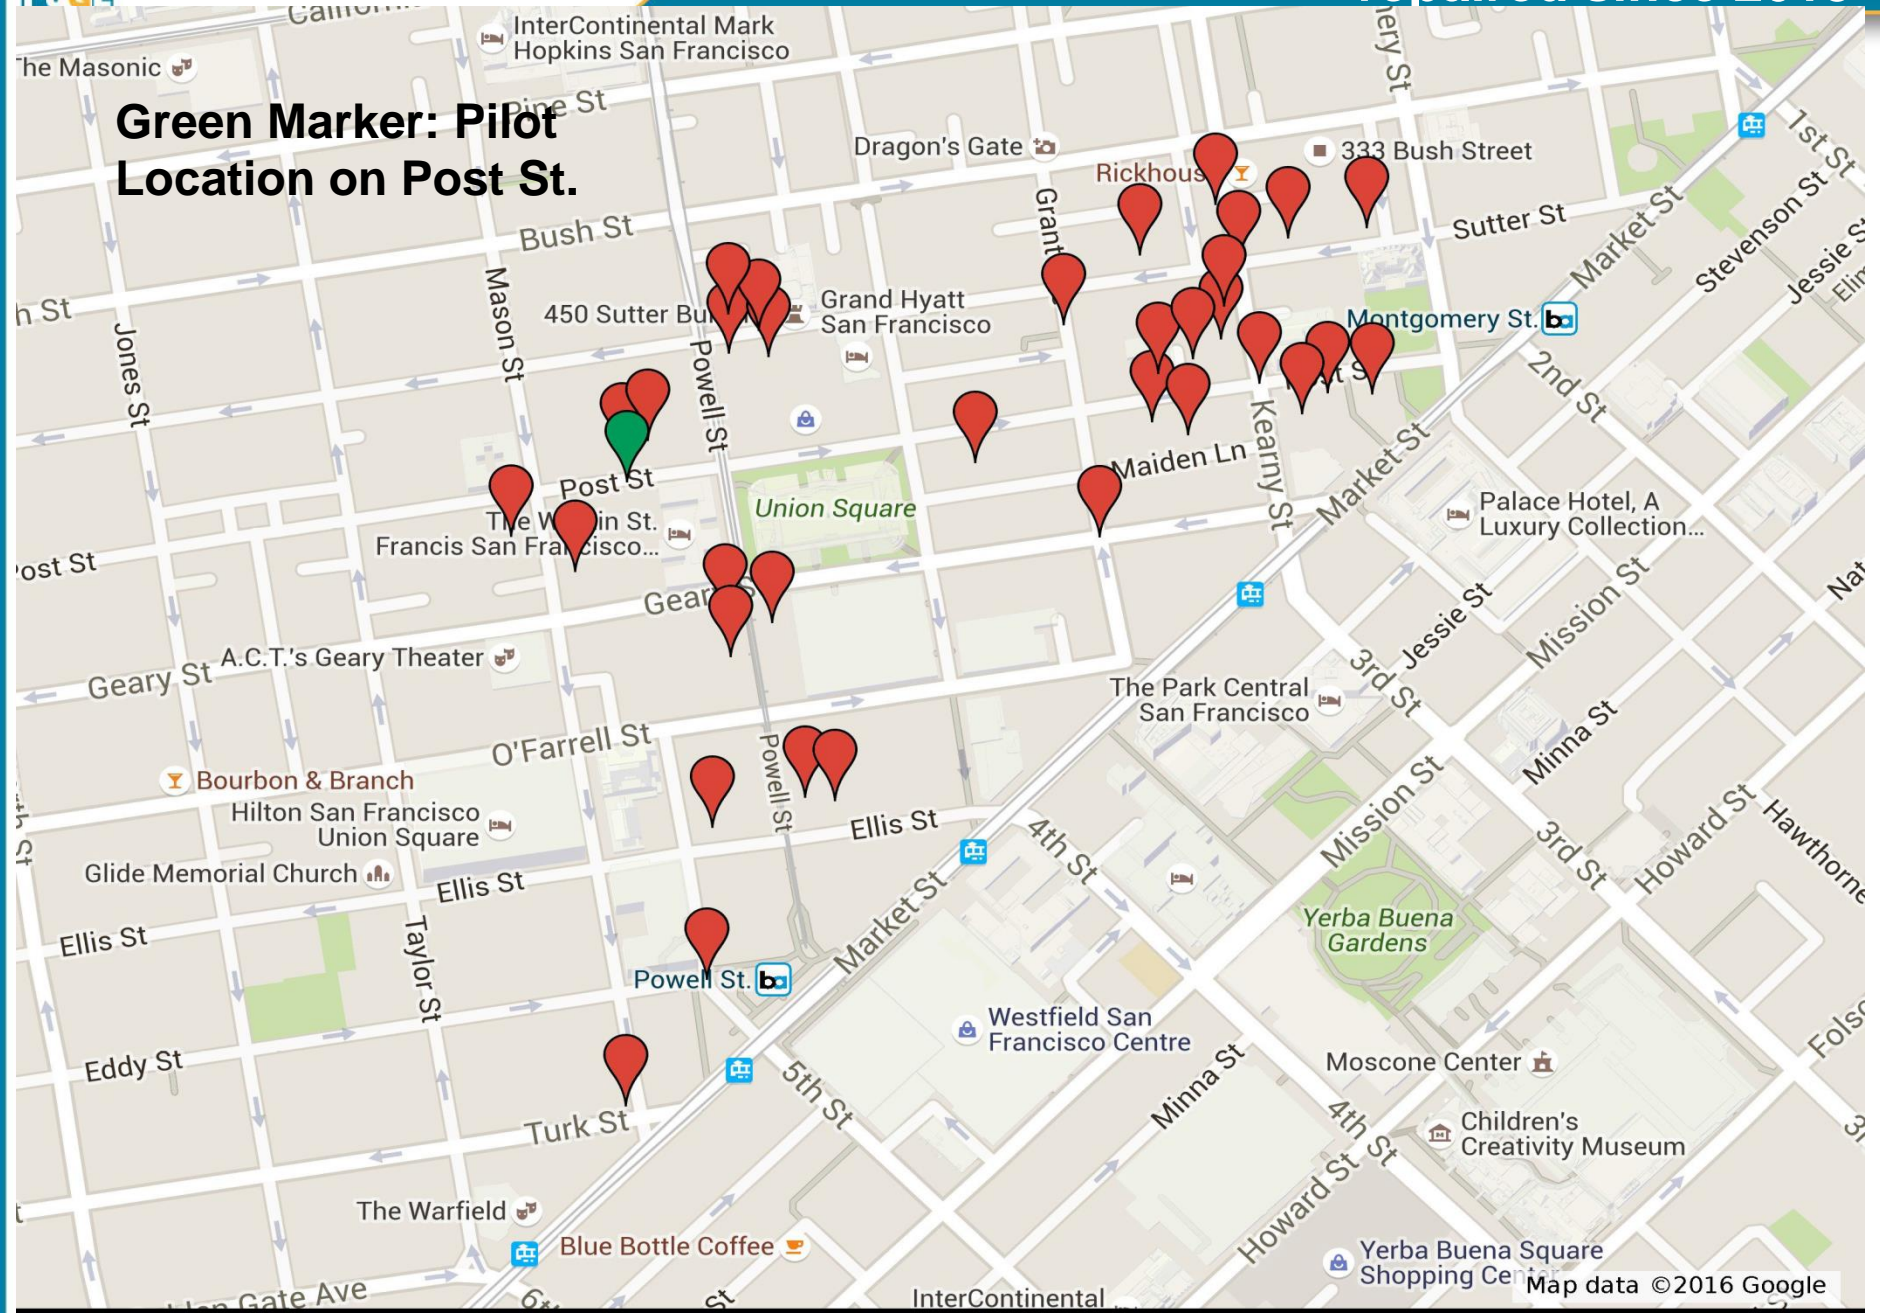 repaired since 2015
InterContinental Mark
Hopkins San Francisco
The Masonic
Pine St
Green Marker: Pilot
Location on Post St.
Dragon's Gate
333 Bush Street
1st St
Grant
Sutter St
Market St
Stevenson St
Bush St
Mason St
450 Sutter
Grand Hyatt
San Francisco
Montgomery St.
Jones St
Powell St
2nd St
Kearny St
Maiden Ln
Market St
Post St
Union Square
Palace Hotel, A
Luxury Collection...
Francis San Francisco...
Mission St
Jessie St
A.C.T.'s Geary Theater
Geary St
3rd St
The Park Central
San Francisco
O'Farrell St
Minna St
Powell St
Bourbon & Branch
Hilton San Francisco
Union Square
Ellis St
4th St
Mission St
3rd St
Howard St
Hawthorne
Glide Memorial Church
Ellis St
Market St
Yerba Buena
Gardens
Ellis St
Taylor St
Powell St.
Westfield San
Francisco Centre
Eddy St
5th St
Minna St
Moscone Center
Turk St
4th St
Children's
Creativity Museum
The Warfield
Howard St
Blue Bottle Coffee
Yerba Buena Square
Shopping
Map data ©2016 Google
Gate Ave
InterContinental